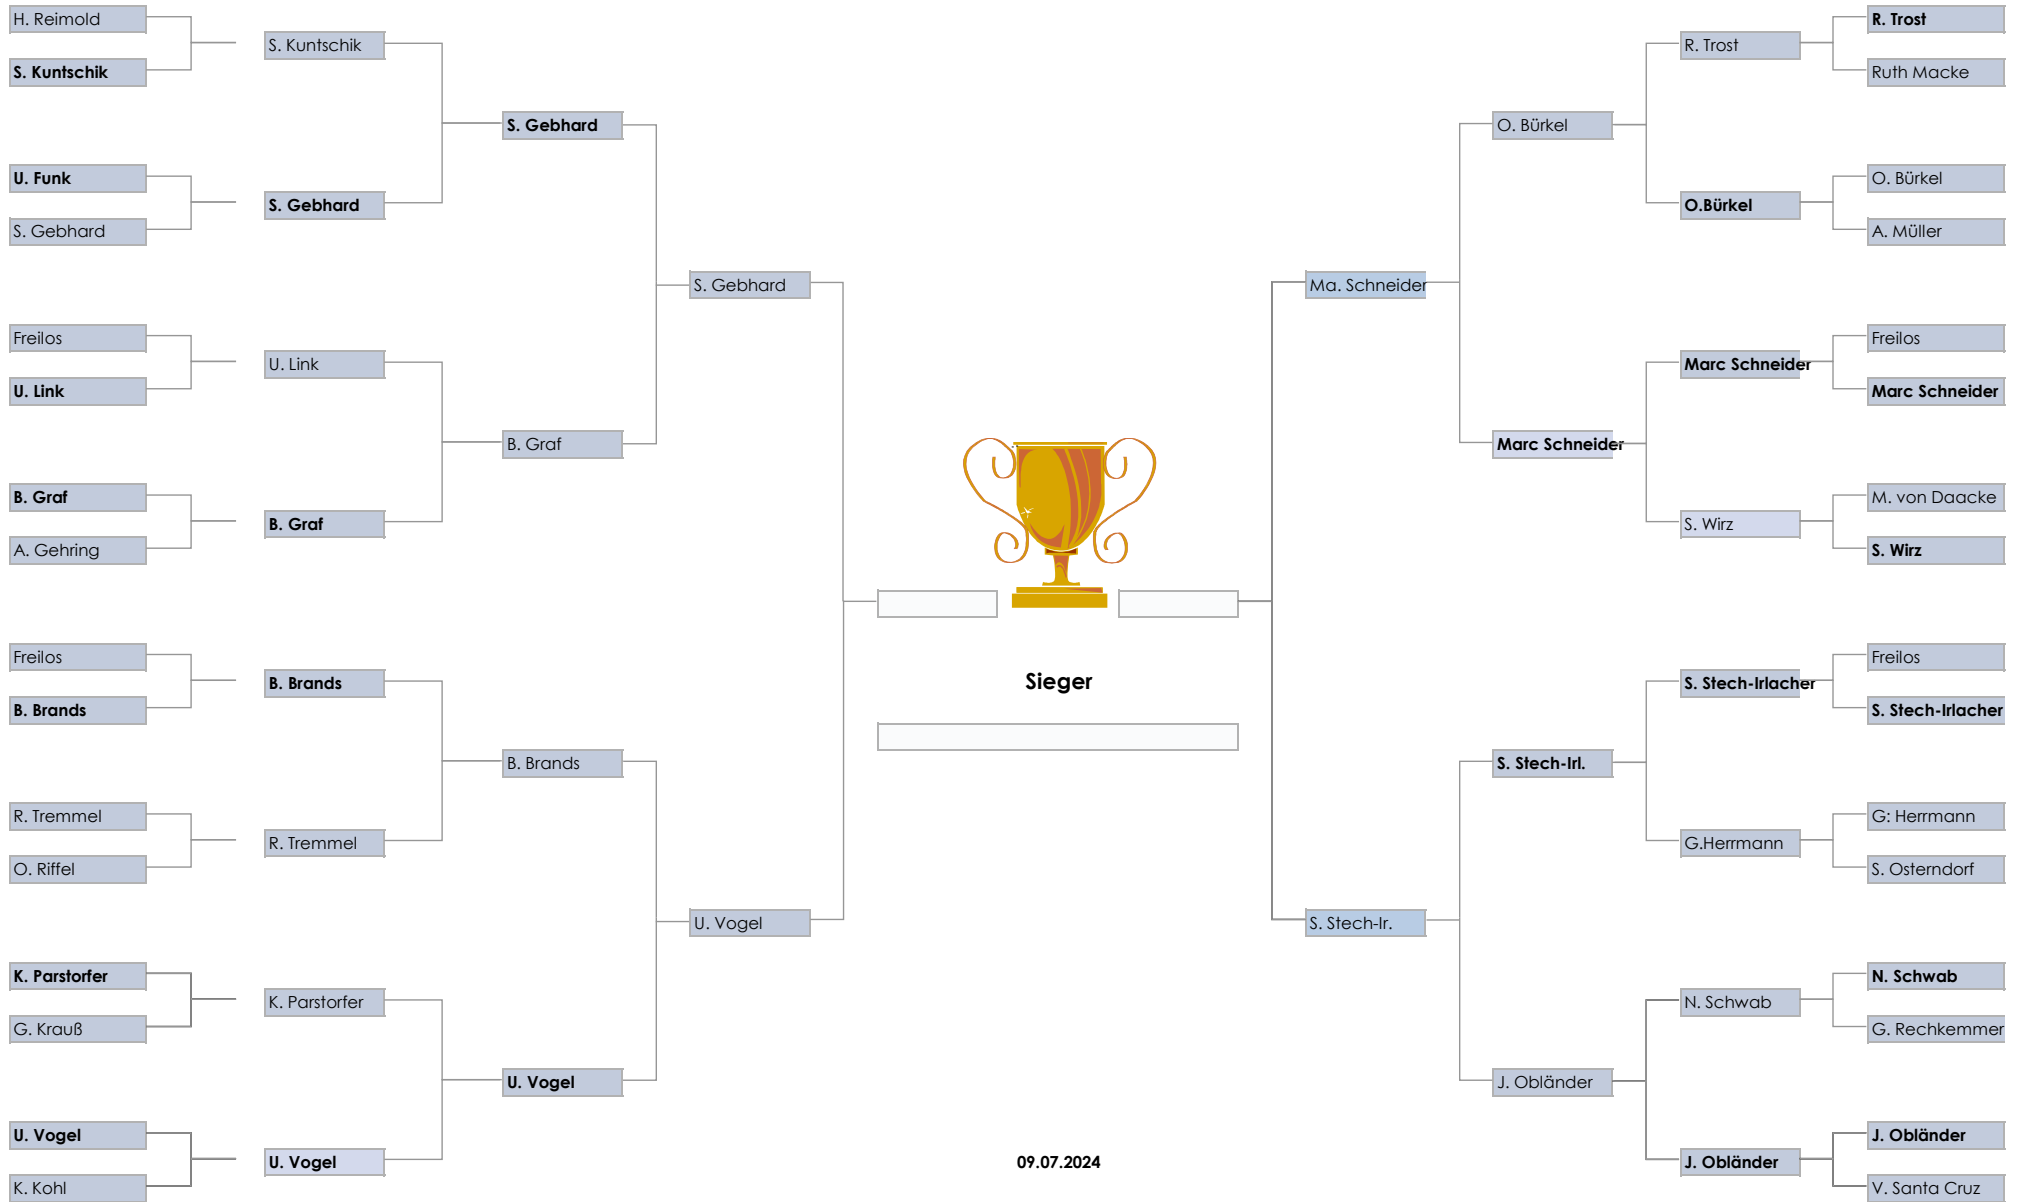 H. Reimold
S. Kuntschik
U. Funk
S. Gebhard
Freilos
U. Link
B. Graf
A. Gehring
Freilos
B. Brands
R. Tremmel
O. Riffel
K. Parstorfer
G. Krauß
U. Vogel
K. Kohl
S. Kuntschik
S. Gebhard
U. Link
B. Graf
B. Brands
R. Tremmel
K. Parstorfer
U. Vogel
S. Gebhard
B. Graf
B. Brands
U. Vogel
S. Gebhard
U. Vogel
Sieger
09.07.2024
Ma. Schneider
S. Stech-Ir.
O. Bürkel
Marc Schneider
S. Stech-Irl.
J. Obländer
R. Trost
O.Bürkel
Marc Schneider
S. Wirz
S. Stech-Irlacher
G.Herrmann
N. Schwab
J. Obländer
R. Trost
Ruth Macke
O. Bürkel
A. Müller
Freilos
Marc Schneider
M. von Daacke
S. Wirz
Freilos
S. Stech-Irlacher
G: Herrmann
S. Osterndorf
N. Schwab
G. Rechkemmer
J. Obländer
V. Santa Cruz